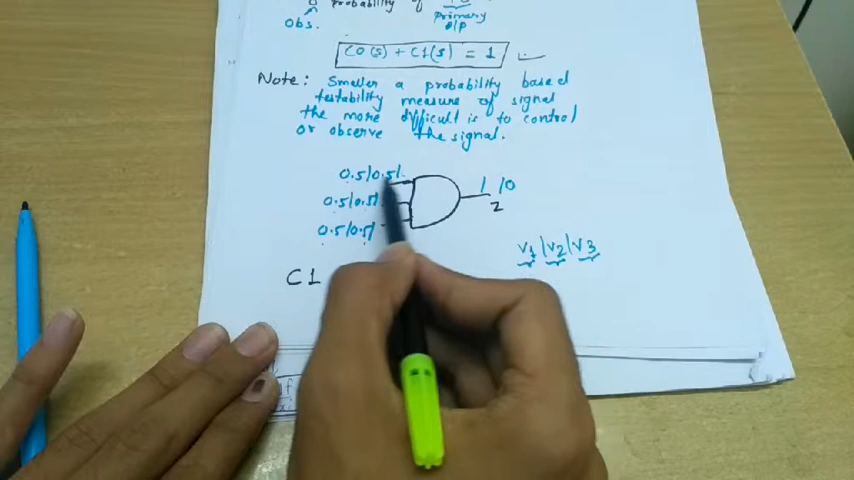 probability of
obs.
primary
C0(s) + C1(s) = 1
Note: Smaller a probability based
testability measure of signal
the more difficult is to control
or observe the signal.
0.5/0.5/
0.5/0.5/
0.5/0.5/
/ /0
Z
V1/V2/V3
C1